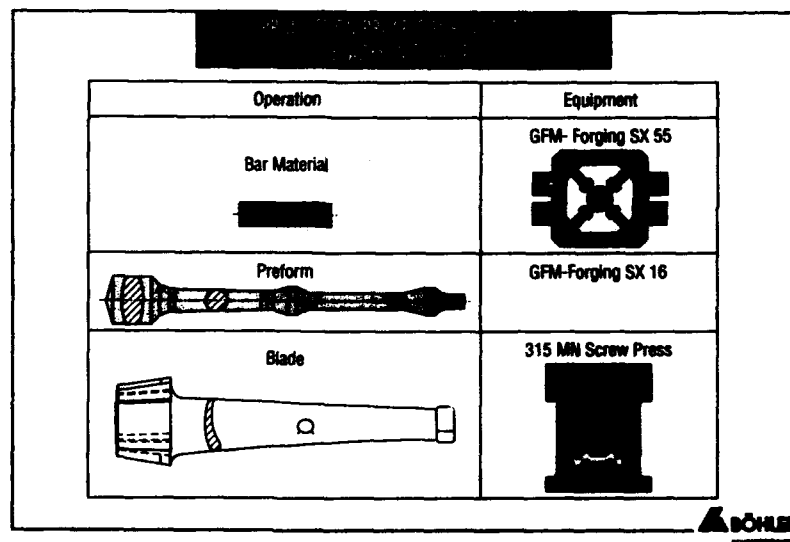 Operation
Equipment
Bar Material
GFM- Forging SX 55
Preform
GFM-Forging SX 16
Blade
315 MN Screw Press
BÖHLER